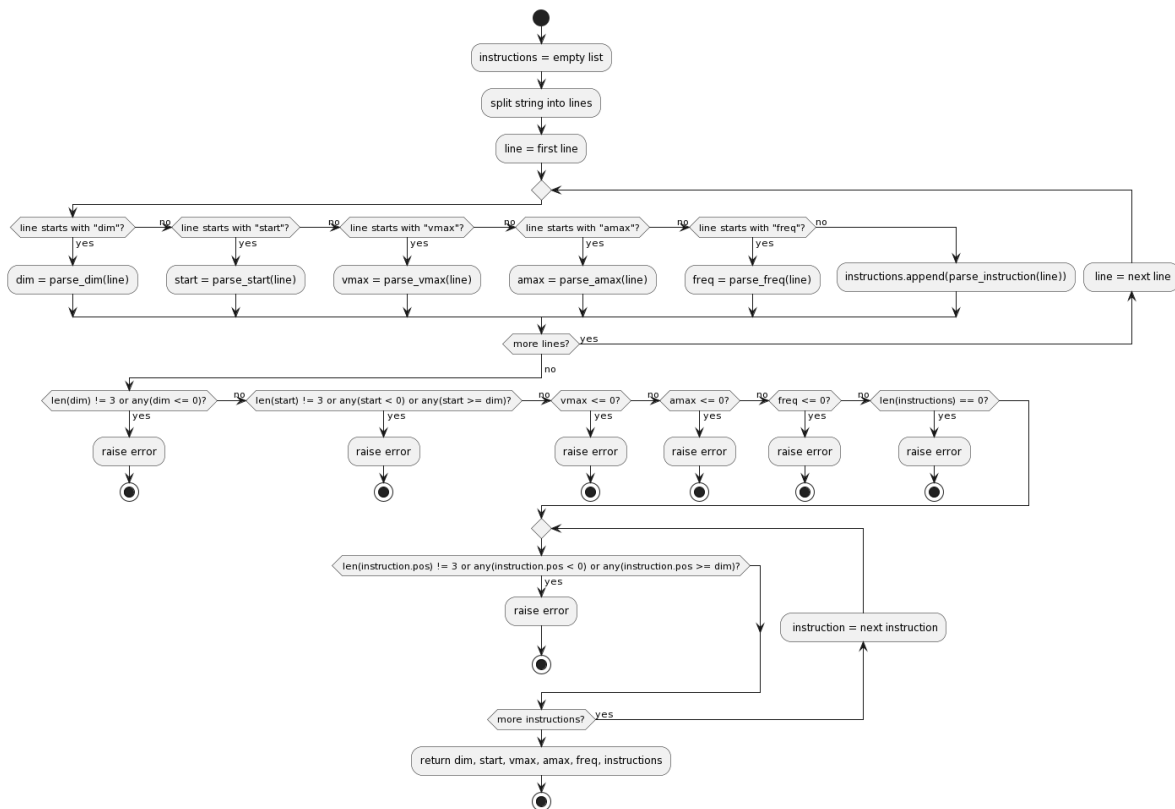 instructions = empty list
split string into lines
line = first line
line starts with "dim"?
no
line starts with "start"?
no
line starts with "vmax"?
no
line starts with "amax"?
no
line starts with "freq"?
no
yes
yes
yes
yes
yes
dim = parse_dim(line)
start = parse_start(line)
vmax = parse_vmax(line)
amax = parse_amax(line)
freq = parse_freq(line)
instructions.append(parse_instruction(line))
line = next line
more lines?
yes
no
len(dim) != 3 or any(dim <= 0)?
no
len(start) != 3 or any(start < 0) or any(start >= dim)?
no
vmax <= 0?
no
amax <= 0?
no
freq <= 0?
no
len(instructions) == 0?
yes
yes
yes
yes
yes
yes
raise error
raise error
raise error
raise error
raise error
raise error
len(instruction.pos) != 3 or any(instruction.pos < 0) or any(instruction.pos >= dim)?
yes
raise error
instruction = next instruction
more instructions?
yes
return dim, start, vmax, amax, freq, instructions